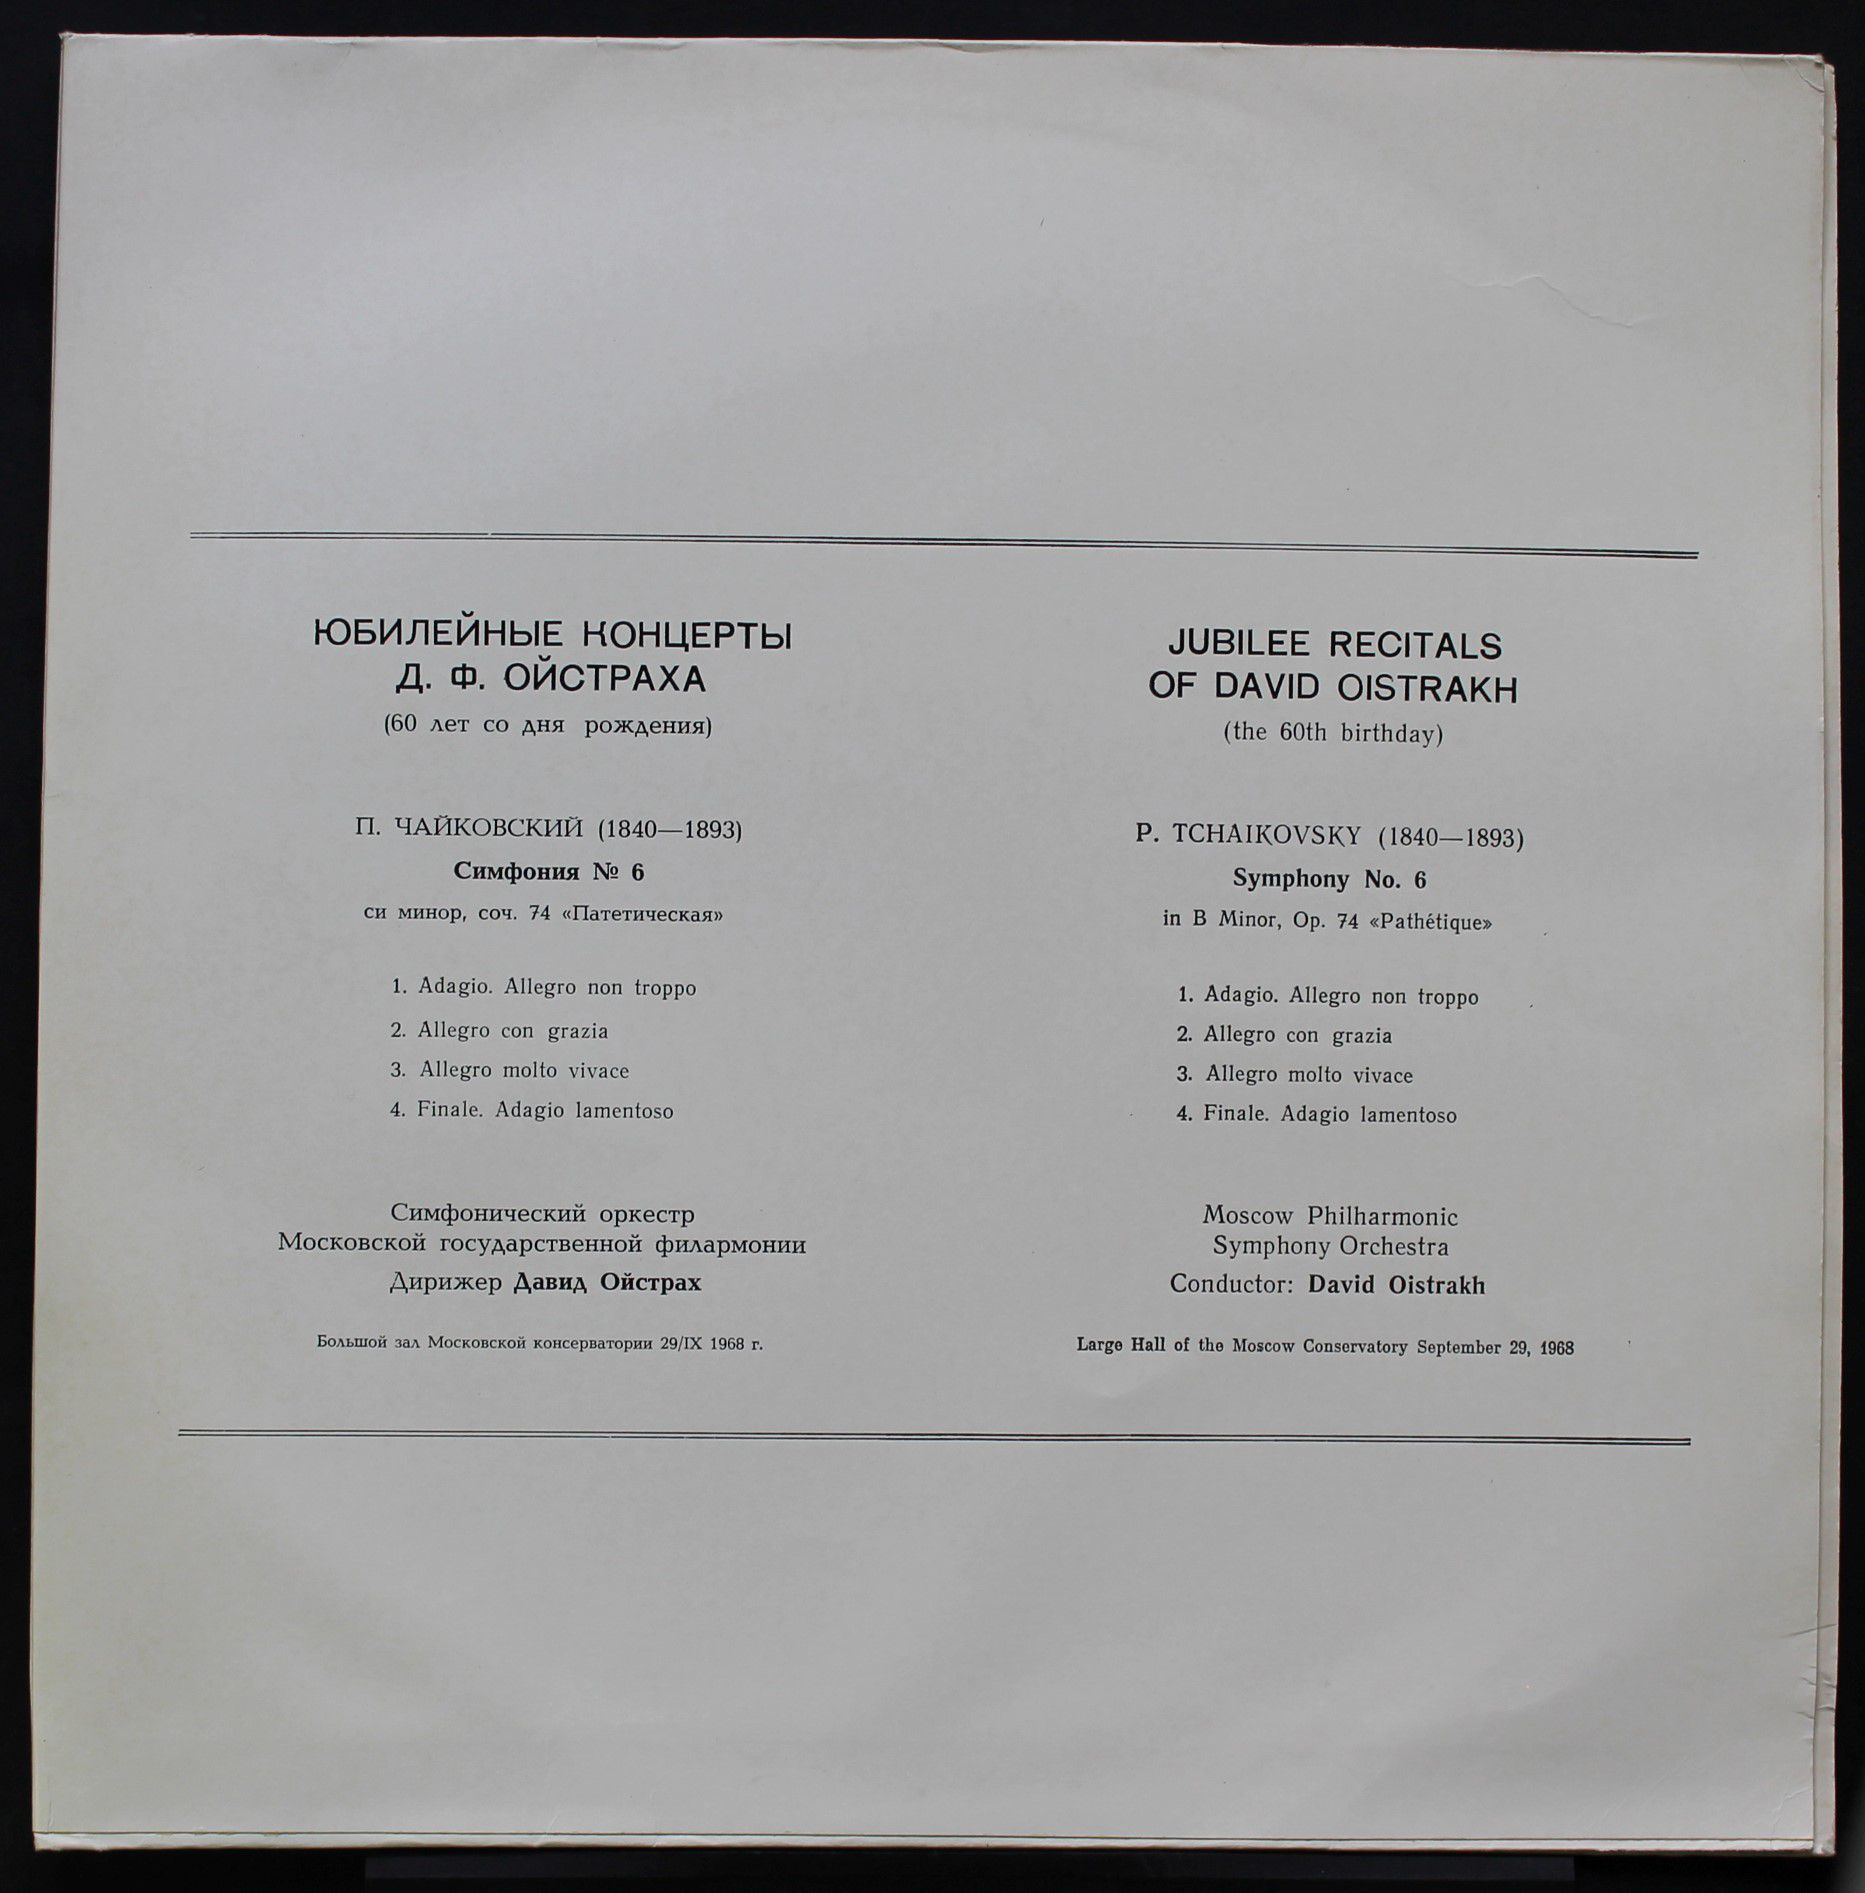 ЮБИЛЕЙНЫЕ КОНЦЕРТЫ
Д. Ф. ОЙСТРАХА
(60 лет со дня рождения)
П. ЧАЙКОВСКИЙ (1840—1893)
Симфония № 6
си минор, соч. 74 «Патетическая»
1. Adagio. Allegro non troppo
2. Allegro con grazia
3. Allegro molto vivace
4. Finale. Adagio lamentoso
Симфонический оркестр
Московской государственной филармонии
Дирижер Давид Ойстрах
Большой зал Московской консерватории 29/IX 1968 г.
JUBILEE RECITALS
OF DAVID OISTRAKH
(the 60th birthday)
P. TCHAIKOVSKY (1840—1893)
Symphony No. 6
in B Minor, Op. 74 «Pathétique»
1. Adagio. Allegro non troppo
2. Allegro con grazia
3. Allegro molto vivace
4. Finale. Adagio lamentoso
Moscow Philharmonic
Symphony Orchestra
Conductor: David Oistrakh
Large Hall of the Moscow Conservatory September 29, 1968